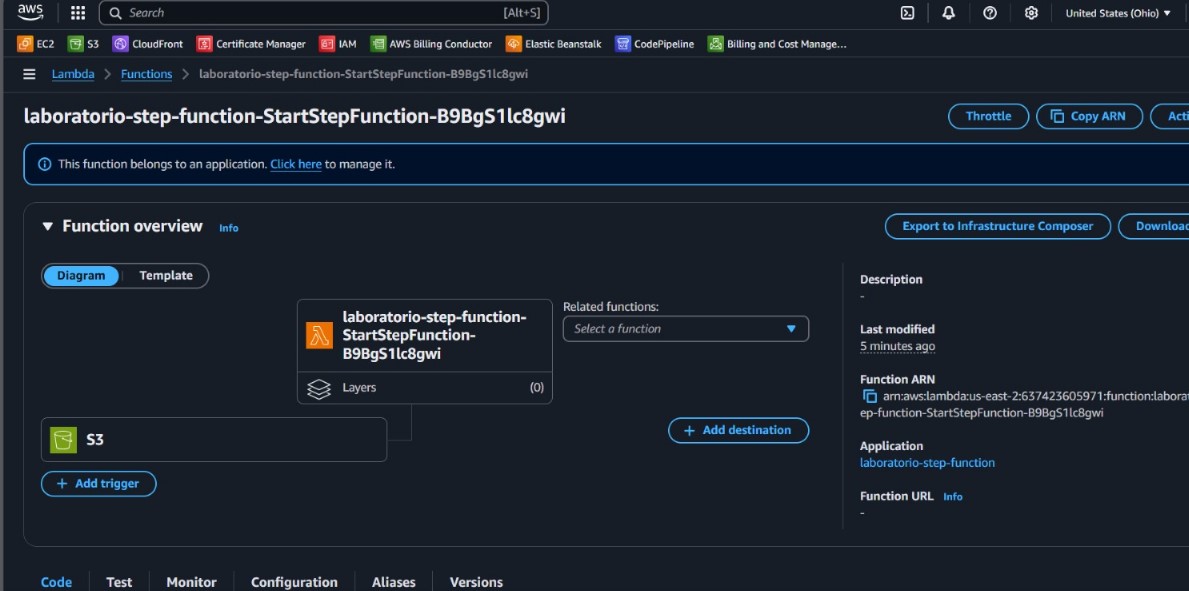 aws
Search [Alt+S]
United States (Ohio)
EC2 S3 CloudFront Certificate Manager IAM AWS Billing Conductor Elastic Beanstalk CodePipeline Billing and Cost Manage...
Lambda > Functions > laboratorio-step-function-StartStepFunction-B9BgS1lc8gwi
laboratorio-step-function-StartStepFunction-B9BgS1lc8gwi
Throttle
Copy ARN
Acti
This function belongs to an application. Click here to manage it.
Function overview Info
Export to Infrastructure Composer
Download
Diagram
Template
laboratorio-step-function-
StartStepFunction-
B9BgS1lc8gwi
Layers (0)
Related functions:
Select a function
S3
+ Add trigger
+ Add destination
Description
-
Last modified
5 minutes ago
Function ARN
arn:aws:lambda:us-east-2:637423605971:function:laborat
ep-function-StartStepFunction-B9BgS1lc8gwi
Application
laboratorio-step-function
Function URL Info
-
Code Test Monitor Configuration Aliases Versions